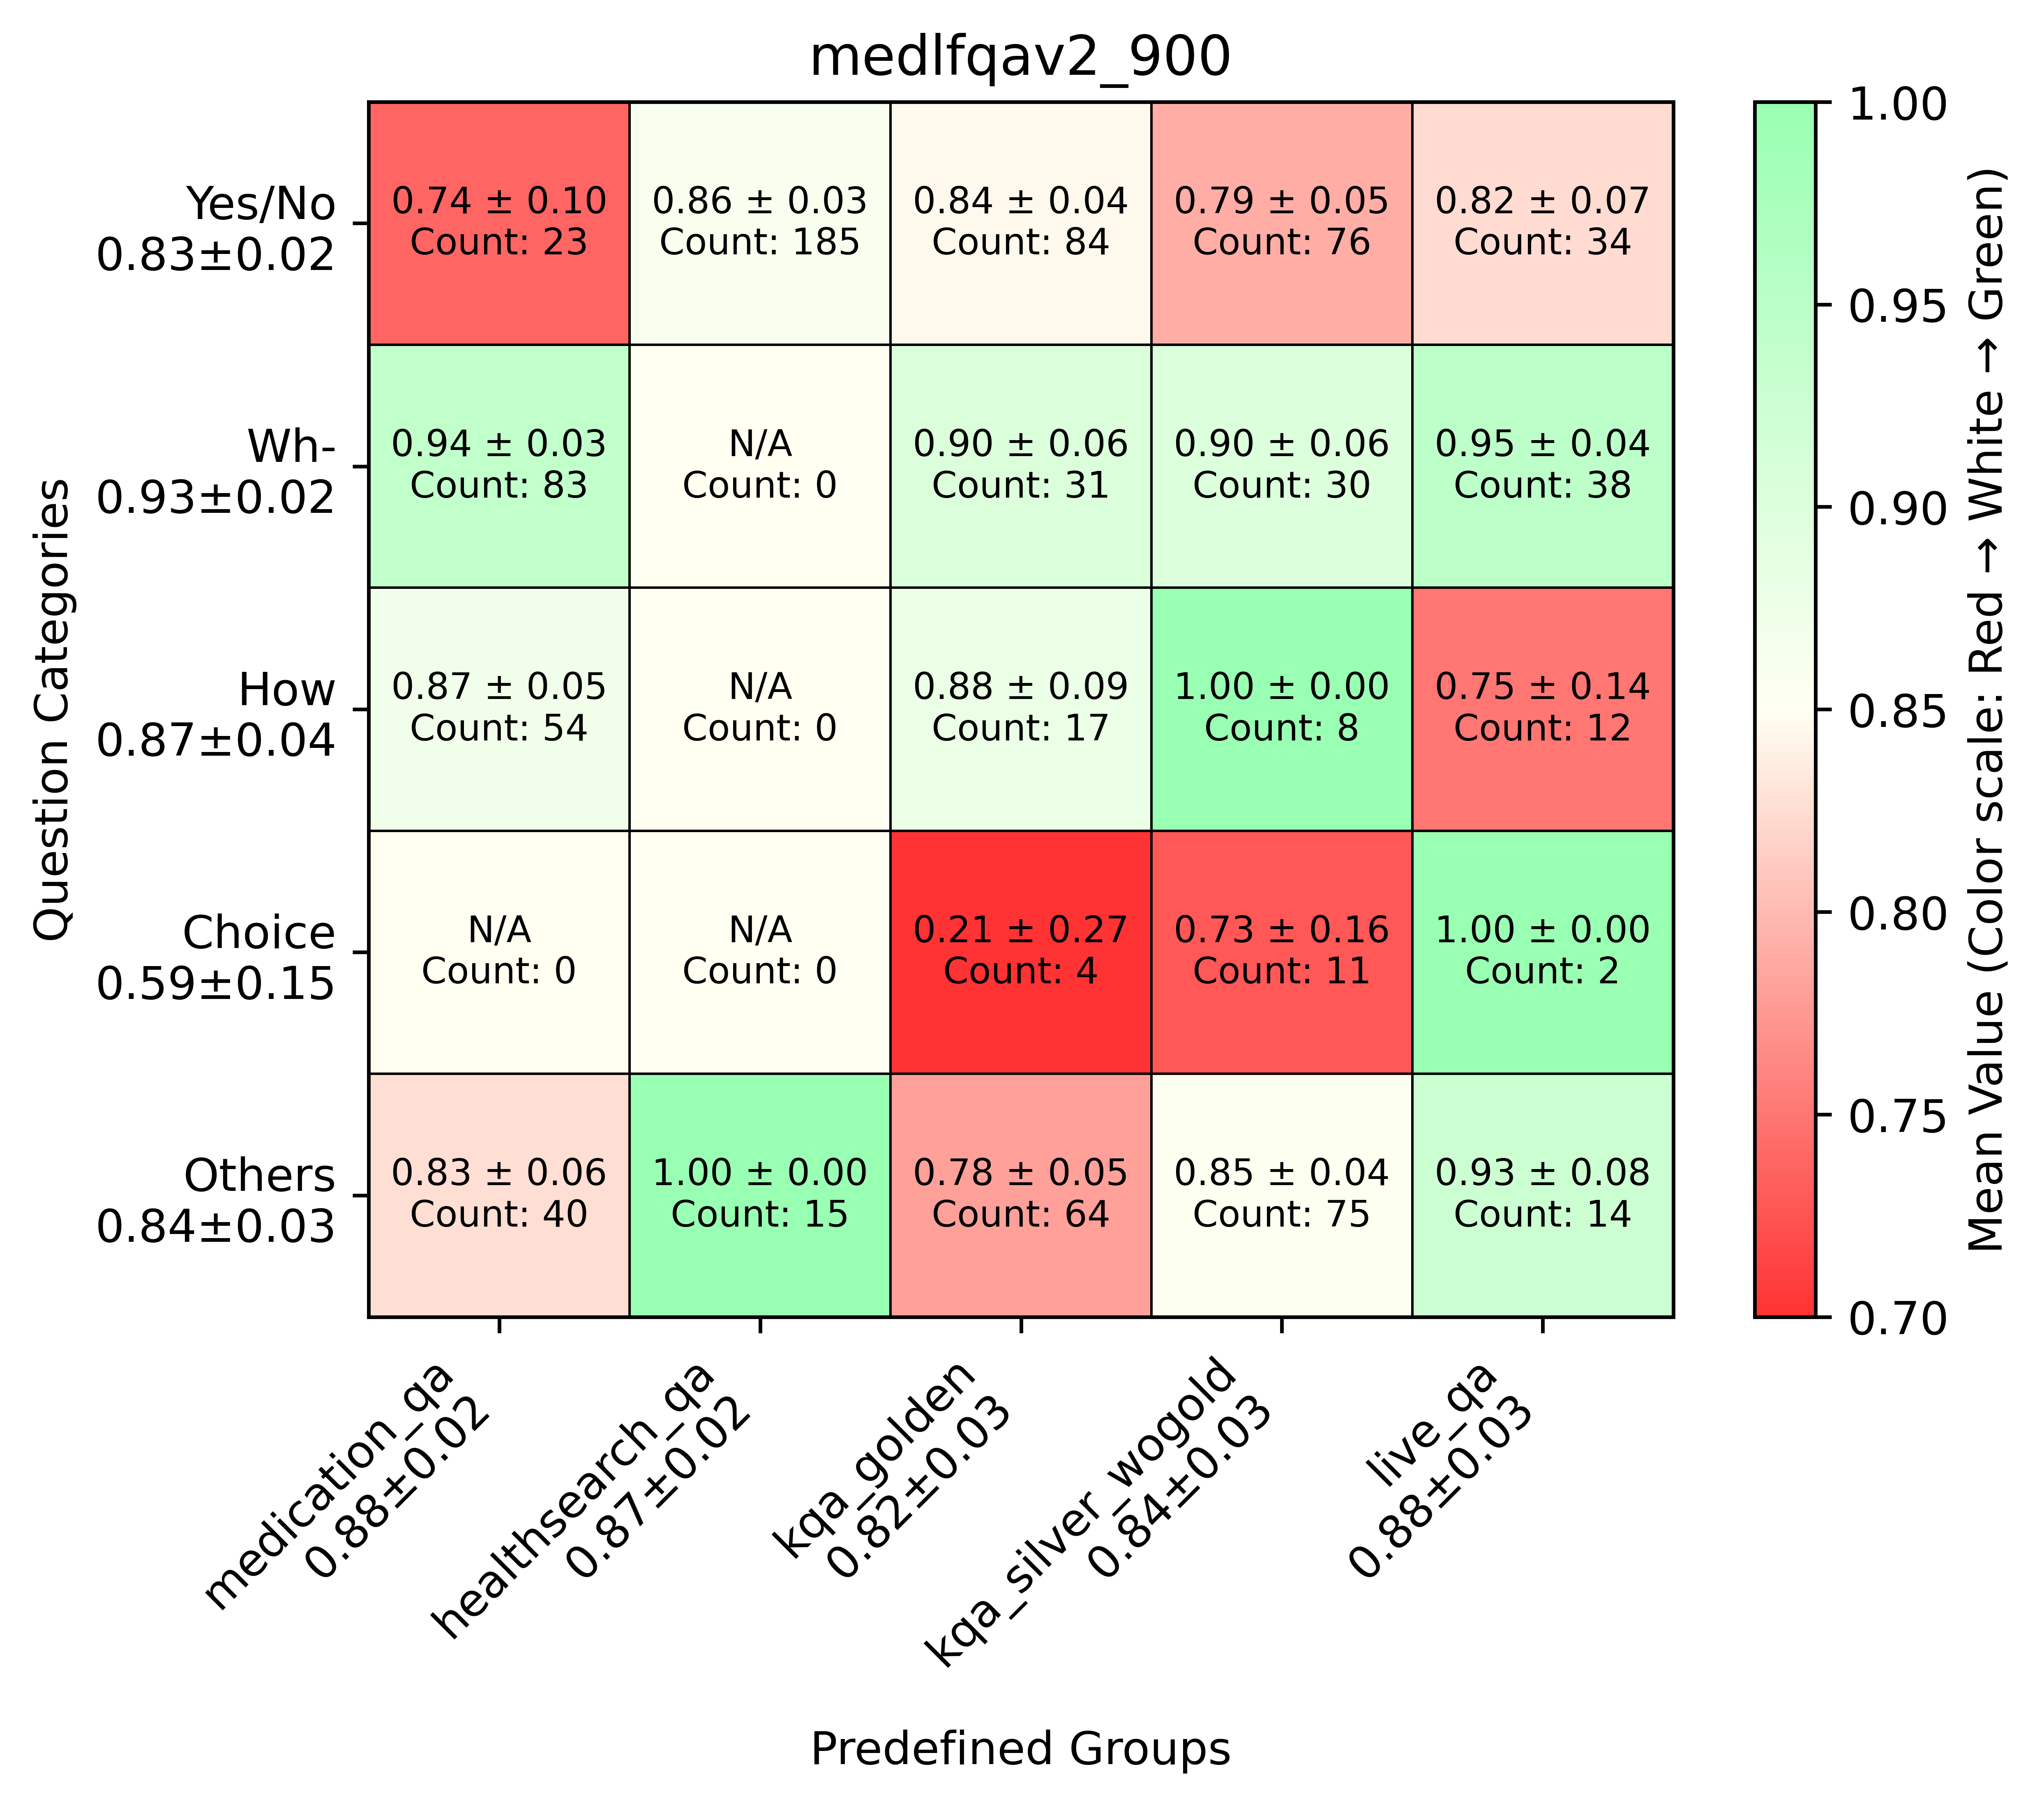 medlfqav2_900
Question Categories
Yes/No
0.83±0.02
0.74 ± 0.10
Count: 23
0.86 ± 0.03
Count: 185
0.84 ± 0.04
Count: 84
0.79 ± 0.05
Count: 76
0.82 ± 0.07
Count: 34
Wh-
0.93±0.02
0.94 ± 0.03
Count: 83
N/A
Count: 0
0.90 ± 0.06
Count: 31
0.90 ± 0.06
Count: 30
0.95 ± 0.04
Count: 38
How
0.87±0.04
0.87 ± 0.05
Count: 54
N/A
Count: 0
0.88 ± 0.09
Count: 17
1.00 ± 0.00
Count: 8
0.75 ± 0.14
Count: 12
Choice
0.59±0.15
N/A
Count: 0
N/A
Count: 0
0.21 ± 0.27
Count: 4
0.73 ± 0.16
Count: 11
1.00 ± 0.00
Count: 2
Others
0.84±0.03
0.83 ± 0.06
Count: 40
1.00 ± 0.00
Count: 15
0.78 ± 0.05
Count: 64
0.85 ± 0.04
Count: 75
0.93 ± 0.08
Count: 14
medication_qa
0.88±0.02
healthsearch_qa
0.87±0.02
kqa_golden
0.82±0.03
kqa_silver_wogold
0.84±0.03
live_qa
0.88±0.03
Predefined Groups
1.00
0.95
0.90
0.85
0.80
0.75
0.70
Mean Value (Color scale: Red → White → Green)